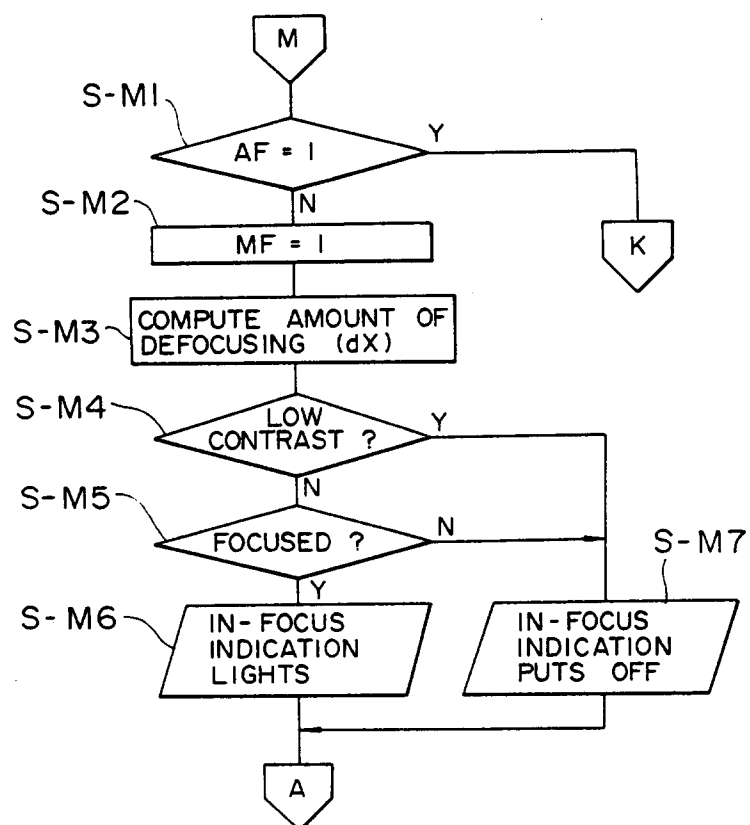 M
S-M1
AF = 1
Y
N
S-M2
MF = 1
K
S-M3
COMPUTE AMOUNT OF
DEFOCUSING (dX)
S-M4
LOW
CONTRAST ?
Y
N
S-M5
FOCUSED ?
N
Y
S-M7
S-M6
IN-FOCUS
INDICATION
LIGHTS
IN-FOCUS
INDICATION
PUTS OFF
A